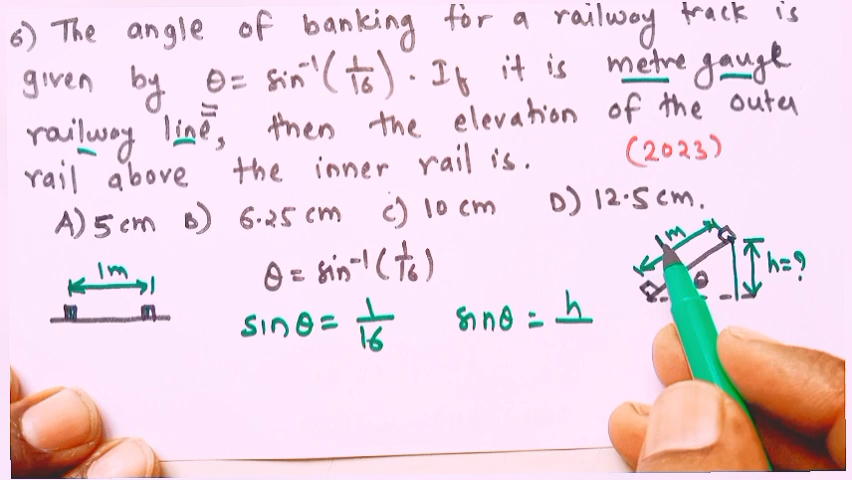 6) The angle of banking for a railway track is
given by θ = sin⁻¹(1/16). If it is metre gauge
railway line, then the elevation of the outer
rail above the inner rail is. (2023)
A) 5 cm B) 6.25 cm C) 10 cm D) 12.5 cm.
1m
θ = sin⁻¹(1/16)
1m
θ
h=?
sinθ = 1/16
sinθ = h